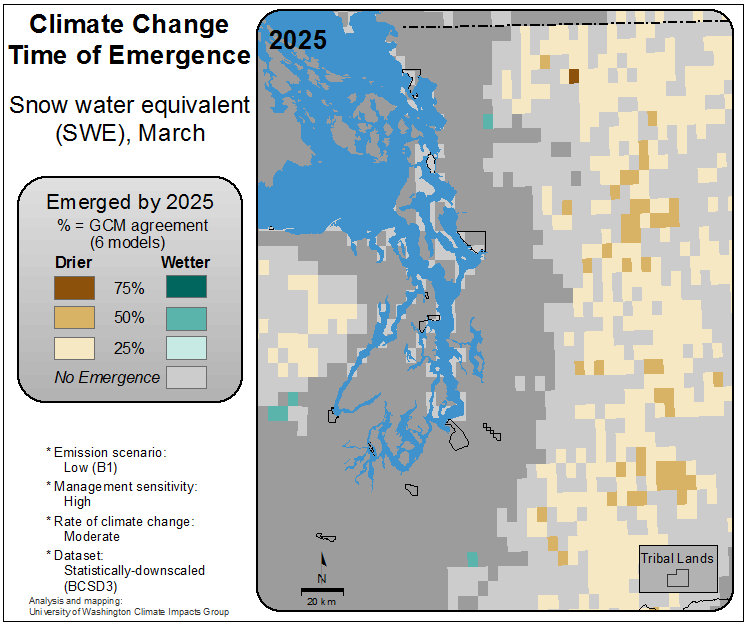 Climate Change
Time of Emergence
Snow water equivalent
(SWE), March
Emerged by 2025
% = GCM agreement
(6 models)
Drier Wetter
75%
50%
25%
No Emergence
* Emission scenario:
Low (B1)
* Management sensitivity:
High
* Rate of climate change:
Moderate
* Dataset:
Statistically-downscaled
(BCSD3)
Analysis and mapping:
University of Washington Climate Impacts Group
2025
N
20 km
Tribal Lands